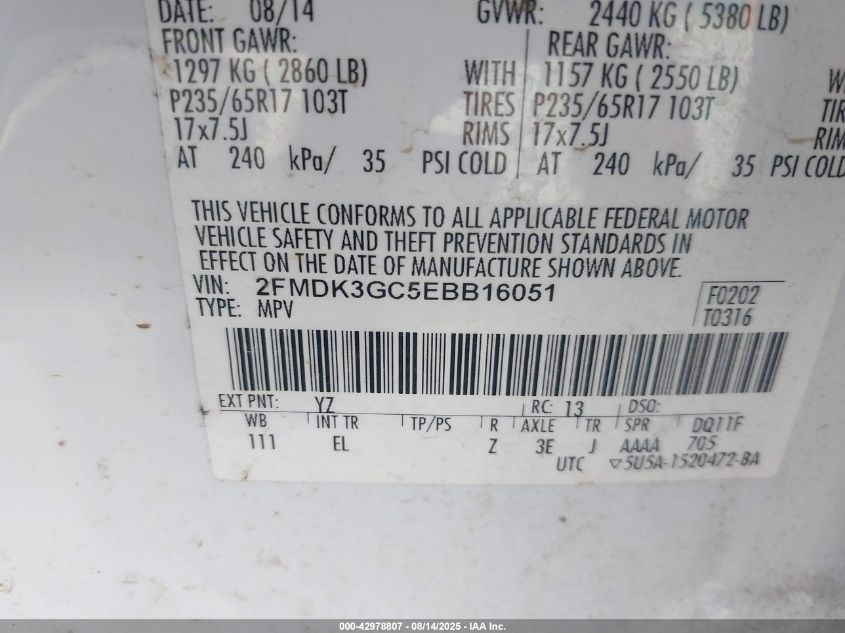 DATE: 08/14 GVWR: 2440 KG ( 5380 LB)
FRONT GAWR: REAR GAWR:
1297 KG ( 2860 LB) WITH 1157 KG ( 2550 LB)
P235/65R17 103T TIRES P235/65R17 103T
17x7.5J RIMS 17x7.5J
AT 240 kPa/ 35 PSI COLD AT 240 kPa/ 35 PSI COLD
THIS VEHICLE CONFORMS TO ALL APPLICABLE FEDERAL MOTOR
VEHICLE SAFETY AND THEFT PREVENTION STANDARDS IN
EFFECT ON THE DATE OF MANUFACTURE SHOWN ABOVE.
VIN: 2FMDK3GC5EBB16051 F0202
TYPE: MPV T0316
EXT PNT: YZ RC: 13 DSO:
WB INT TR TP/PS R AXLE TR SPR DQ11F
111 EL Z 3E J AAAA 705
UTC ▽5U5A-1520472-BA
000-42978807 - 08/14/2025 - IAA Inc.